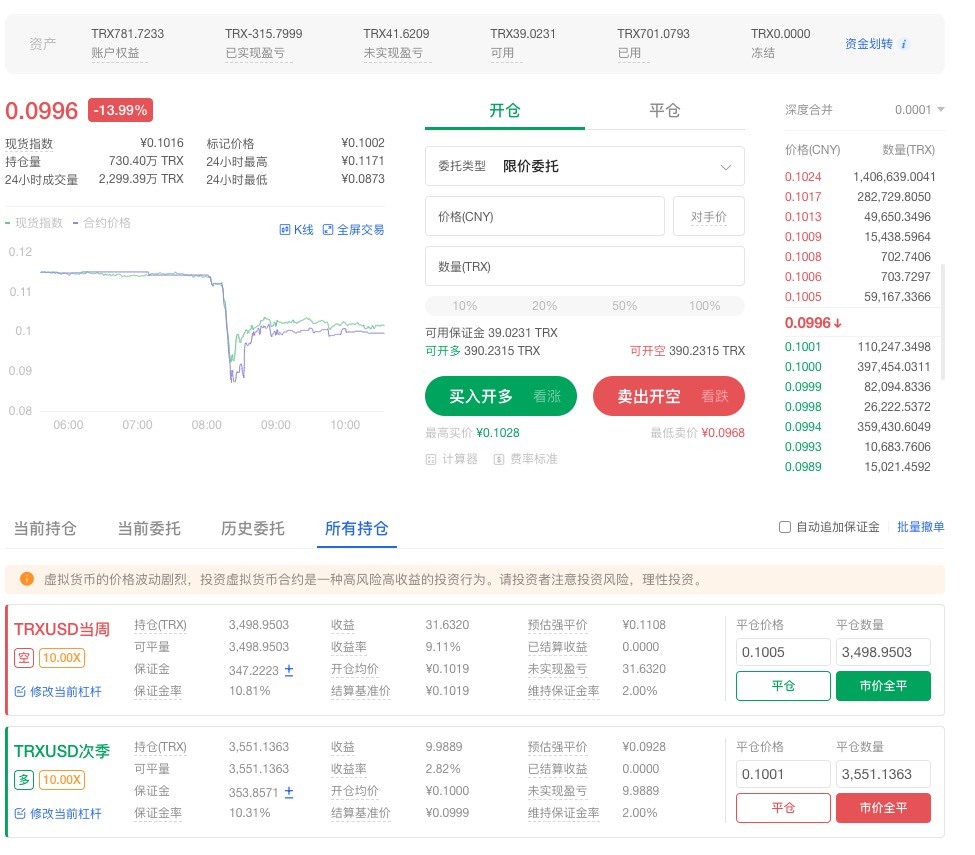 资产 TRX781.7233 TRX-315.7999 TRX41.6209 TRX39.0231 TRX701.0793 TRX0.0000 资金划转 i
账户权益 已实现盈亏 未实现盈亏 可用 已用 冻结
0.0996 -13.99%
现货指数 ¥0.1016 标记价格 ¥0.1002
持仓量 730.40万 TRX 24小时最高 ¥0.1171
24小时成交量 2,299.39万 TRX 24小时最低 ¥0.0873
现货指数 合约价格 K线 全屏交易
0.12
0.11
0.1
0.09
0.08
06:00 07:00 08:00 09:00 10:00
开仓 平仓
委托类型 限价委托
价格(CNY) 对手价
数量(TRX)
10% 20% 50% 100%
可用保证金 39.0231 TRX
可开多 390.2315 TRX 可开空 390.2315 TRX
买入开多 看涨 卖出开空 看跌
最高买价 ¥0.1028 最低卖价 ¥0.0968
计算器 费率标准
深度合并 0.0001
价格(CNY) 数量(TRX)
0.1024 1,406,639.0041
0.1017 282,729.8050
0.1013 49,650.3496
0.1009 15,438.5964
0.1008 702.7406
0.1006 703.7297
0.1005 59,167.3366
0.0996↓
0.1001 110,247.3498
0.1000 397,454.0311
0.0999 82,094.8336
0.0998 26,222.5372
0.0994 359,430.6049
0.0993 10,683.7606
0.0989 15,021.4592
当前持仓 当前委托 历史委托 所有持仓 自动追加保证金 批量撤单
虚拟货币的价格波动剧烈，投资虚拟货币合约是一种高风险高收益的投资行为。请投资者注意投资风险，理性投资。
TRXUSD当周
空 10.00X
修改当前杠杆
持仓(TRX) 3,498.9503 收益 31.6320 预估强平价 ¥0.1108
可平量 3,498.9503 收益率 9.11% 已结算收益 0.0000
保证金 347.2223 + 开仓均价 ¥0.1019 未实现盈亏 31.6320
保证金率 10.81% 结算基准价 ¥0.1019 维持保证金率 2.00%
平仓价格 平仓数量
0.1005 3,498.9503
平仓 市价全平
TRXUSD次季
多 10.00X
修改当前杠杆
持仓(TRX) 3,551.1363 收益 9.9889 预估强平价 ¥0.0928
可平量 3,551.1363 收益率 2.82% 已结算收益 0.0000
保证金 353.8571 + 开仓均价 ¥0.1000 未实现盈亏 9.9889
保证金率 10.31% 结算基准价 ¥0.0999 维持保证金率 2.00%
平仓价格 平仓数量
0.1001 3,551.1363
平仓 市价全平